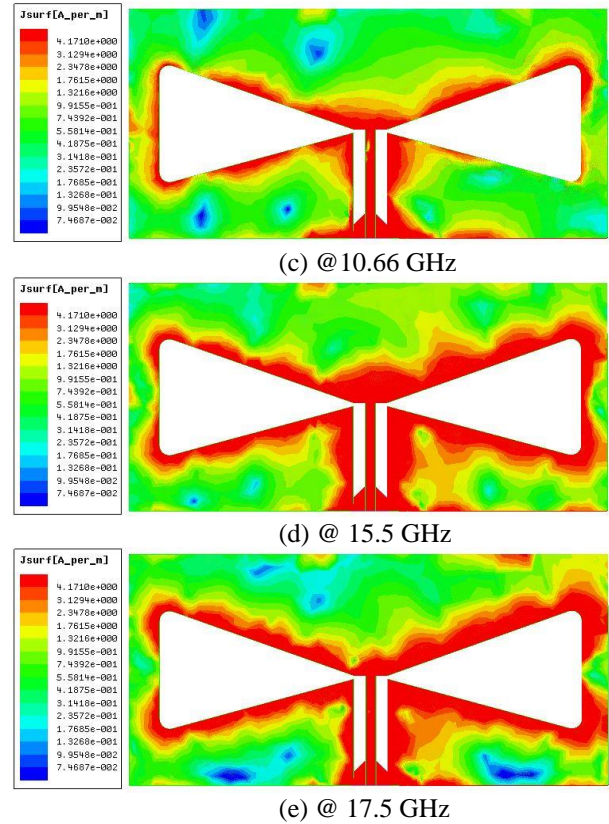 Jsurf[A_per_m]
4.1710e+000
3.1294e+000
2.3478e+000
1.7615e+000
1.3216e+000
9.9155e-001
7.4392e-001
5.5814e-001
4.1875e-001
3.1418e-001
2.3572e-001
1.7685e-001
1.3268e-001
9.9548e-002
7.4687e-002
(c) @10.66 GHz
Jsurf[A_per_m]
4.1710e+000
3.1294e+000
2.3478e+000
1.7615e+000
1.3216e+000
9.9155e-001
7.4392e-001
5.5814e-001
4.1875e-001
3.1418e-001
2.3572e-001
1.7685e-001
1.3268e-001
9.9548e-002
7.4687e-002
(d) @ 15.5 GHz
Jsurf[A_per_m]
4.1710e+000
3.1294e+000
2.3478e+000
1.7615e+000
1.3216e+000
9.9155e-001
7.4392e-001
5.5814e-001
4.1875e-001
3.1418e-001
2.3572e-001
1.7685e-001
1.3268e-001
9.9548e-002
7.4687e-002
(e) @ 17.5 GHz